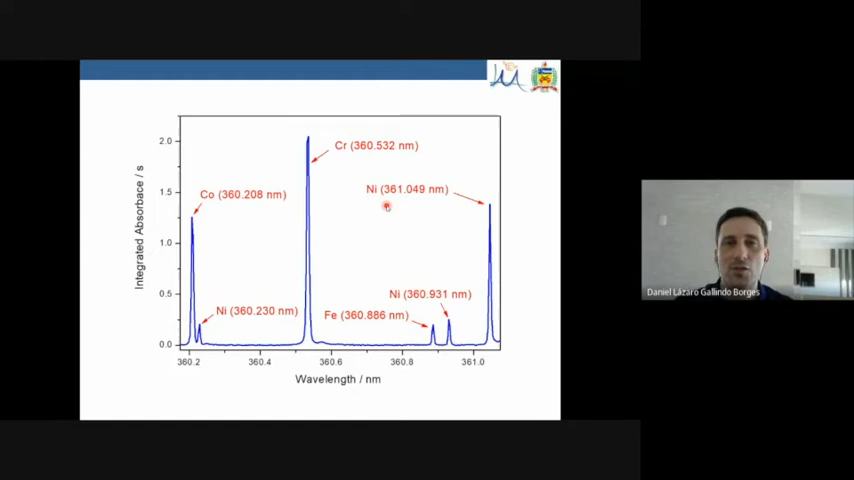 Integrated Absorbace / s
2.0
1.5
1.0
0.5
0.0
Cr (360.532 nm)
Ni (361.049 nm)
Co (360.208 nm)
Ni (360.931 nm)
Ni (360.230 nm)
Fe (360.886 nm)
360.2
360.4
360.6
360.8
361.0
Wavelength / nm
Daniel Lázaro Gallindo Borges